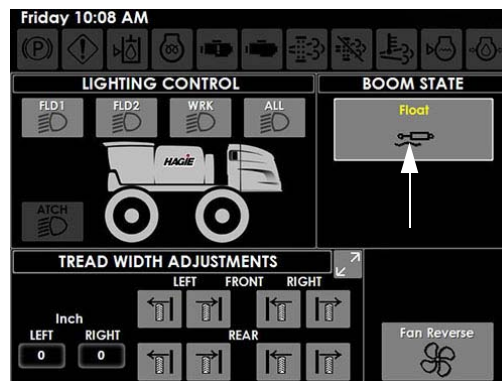 Friday 10:08 AM
(P)
LIGHTING CONTROL
BOOM STATE
FLD1 FLD2 WRK ALL
Float
HAGIE
ATCH
TREAD WIDTH ADJUSTMENTS
LEFT FRONT RIGHT
Inch
LEFT RIGHT
REAR
0 0
Fan Reverse